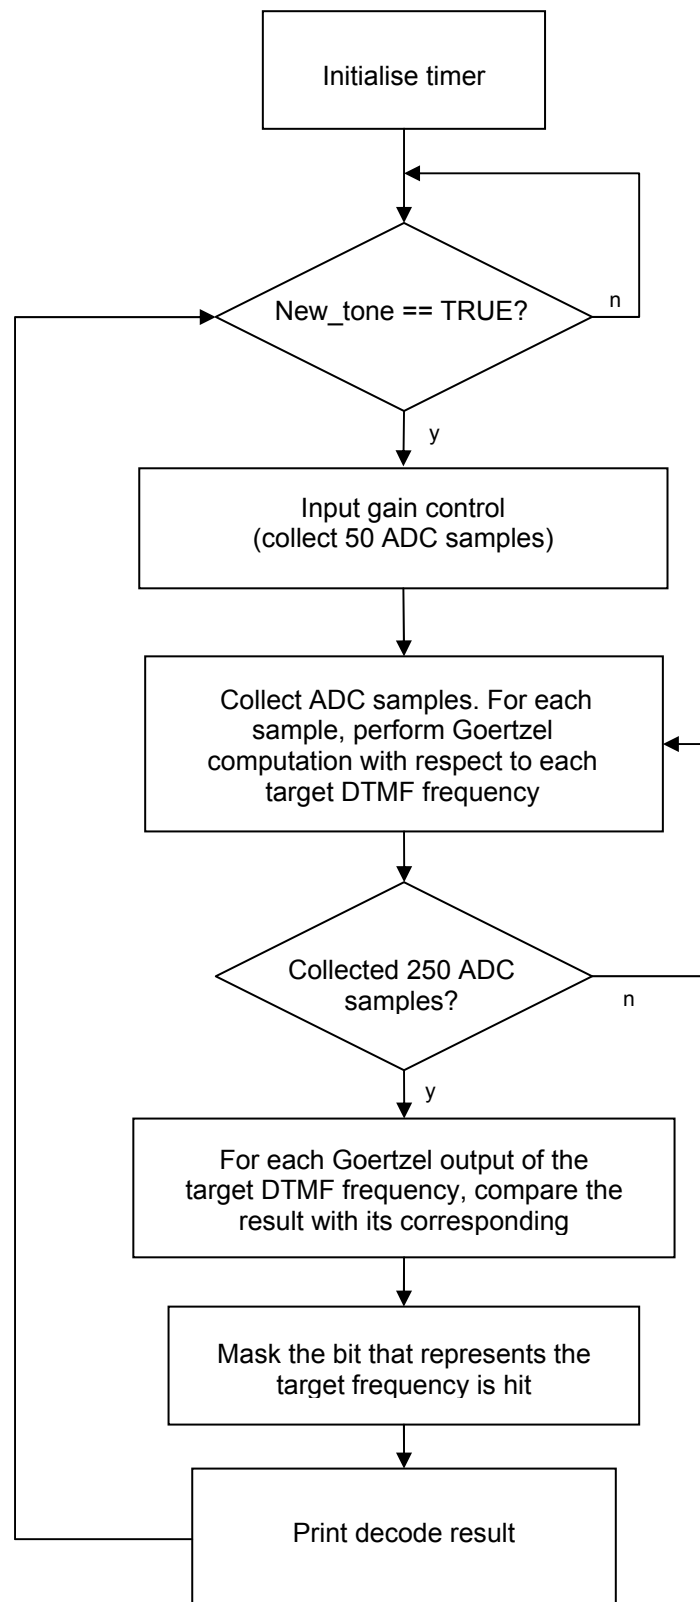 Initialise timer
New_tone == TRUE?
n
y
Input gain control
(collect 50 ADC samples)
Collect ADC samples. For each
sample, perform Goertzel
computation with respect to each
target DTMF frequency
Collected 250 ADC
samples?
n
y
For each Goertzel output of the
target DTMF frequency, compare the
result with its corresponding
Mask the bit that represents the
target frequency is hit
Print decode result